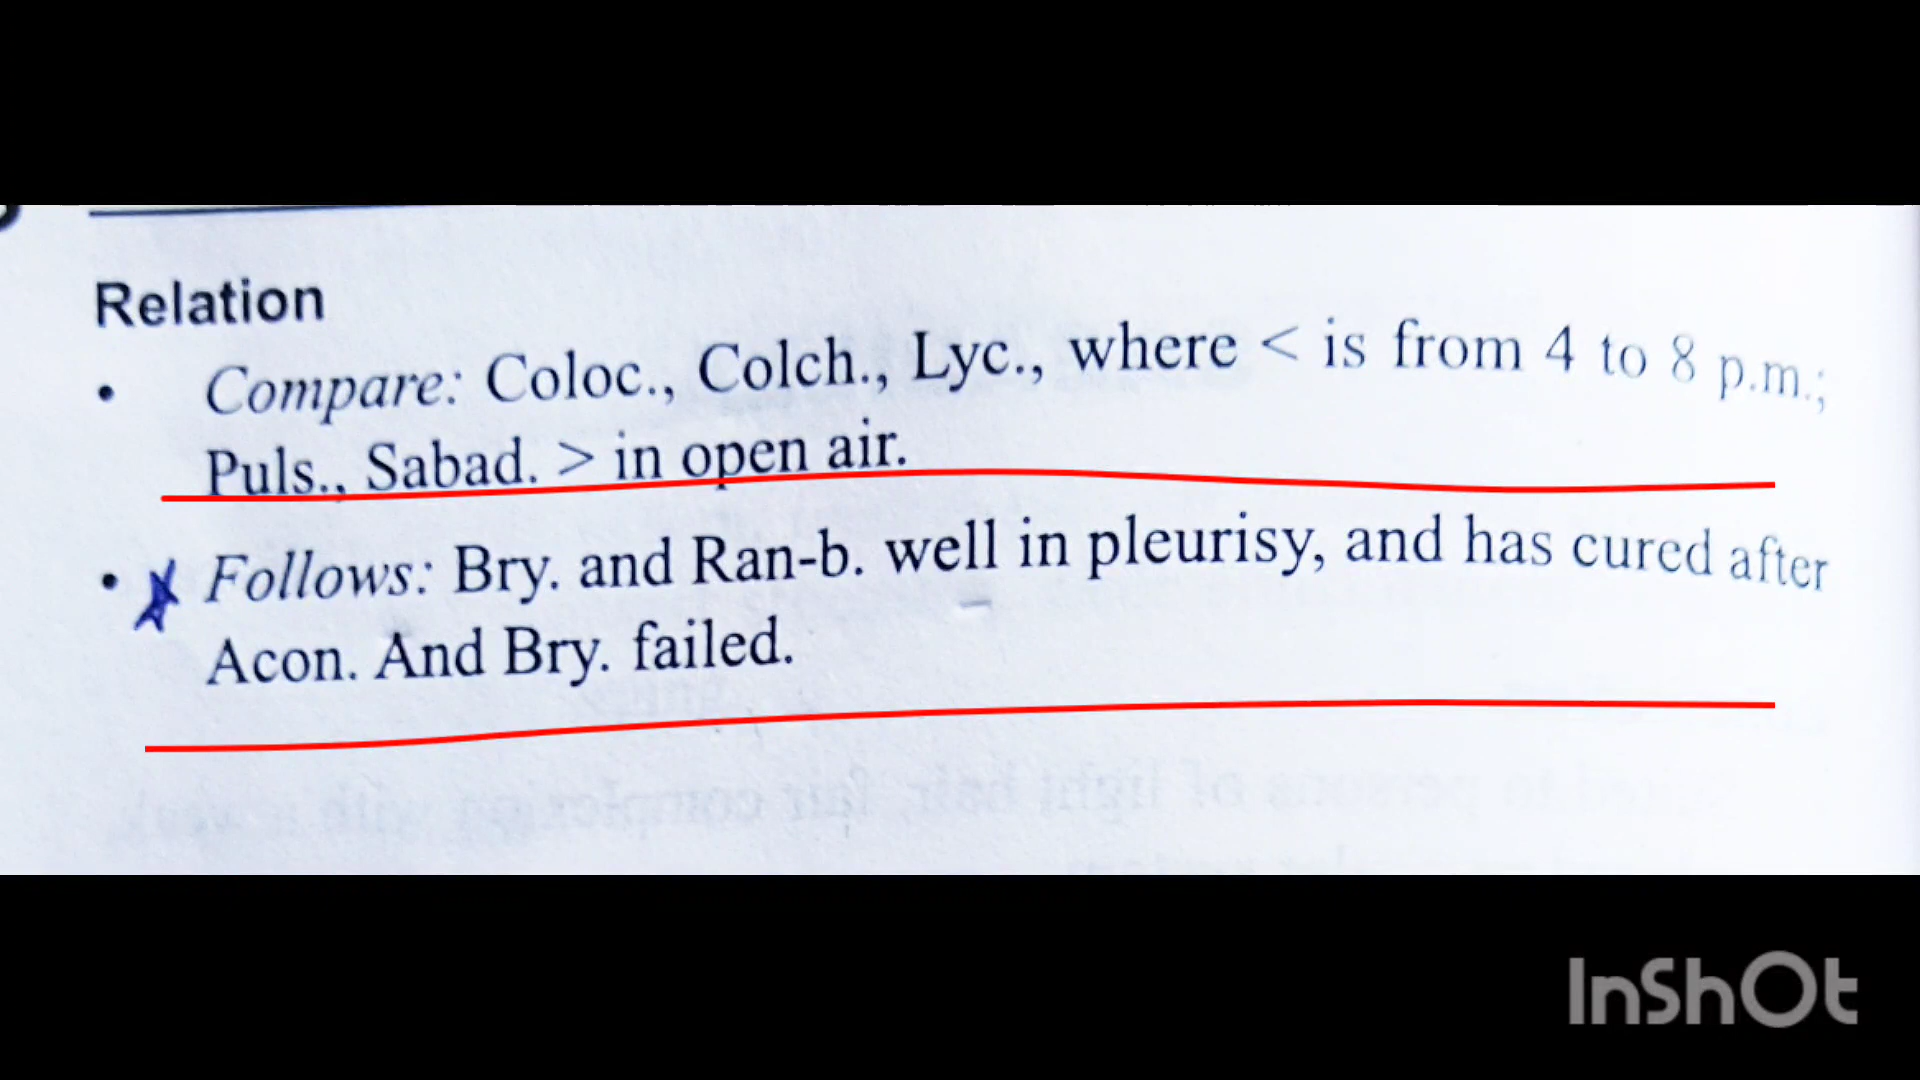 Relation
• Compare: Coloc., Colch., Lyc., where < is from 4 to 8 p.m.;
Puls., Sabad. > in open air.
• Follows: Bry. and Ran-b. well in pleurisy, and has cured after
Acon. And Bry. failed.
InShOt